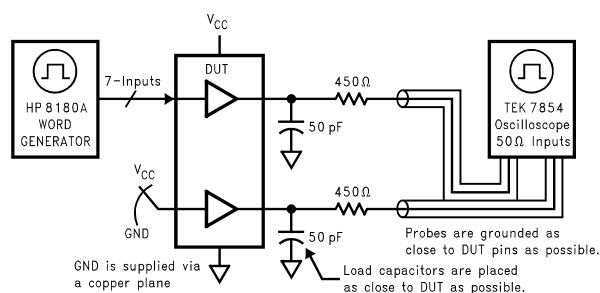 VCC
DUT
7-Inputs
450Ω
HP 8180A
WORD
GENERATOR
TEK 7854
Oscilloscope
50Ω Inputs
50 pF
VCC
450Ω
GND
50 pF
Probes are grounded as
close to DUT pins as possible.
GND is supplied via
a copper plane
Load capacitors are placed
as close to DUT as possible.